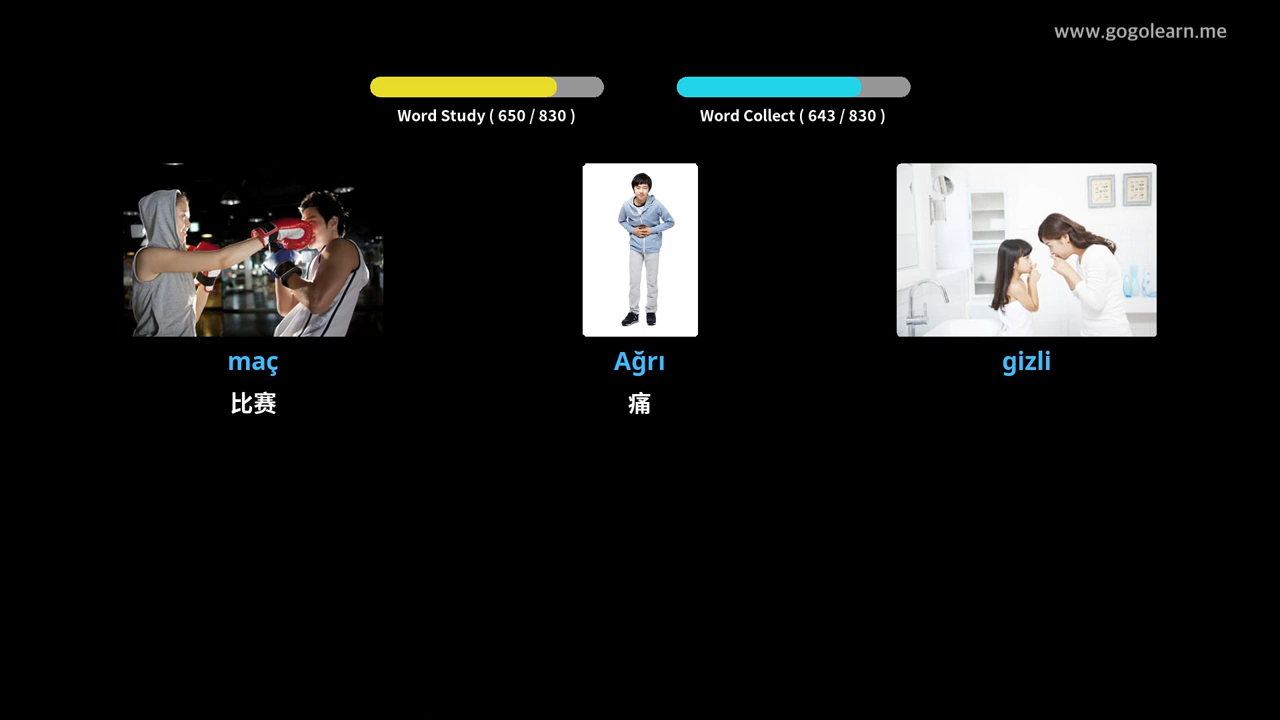 www.gogolearn.me
Word Study ( 650 / 830 )
Word Collect ( 643 / 830 )
maç
比赛
Ağrı
痛
gizli